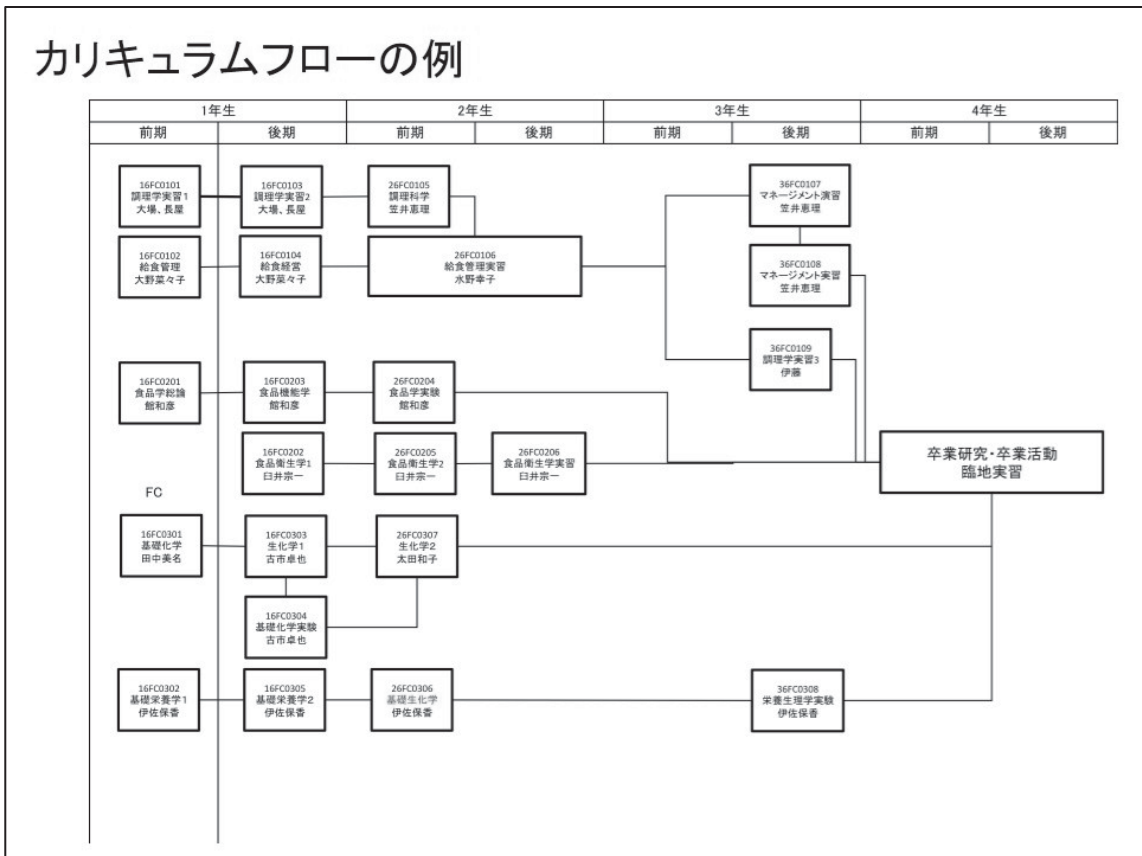 カリキュラムフローの例
1年生
2年生
3年生
4年生
前期
後期
前期
後期
前期
後期
前期
後期
16FC0101
調理学実習1
大場、長屋
16FC0103
調理学実習2
大場、長屋
26FC0105
調理科学
笠井恵理
36FC0107
マネージメント演習
笠井恵理
16FC0102
給食管理
大野菜々子
16FC0104
給食経営
大野菜々子
26FC0106
給食管理実習
水野幸子
36FC0108
マネージメント実習
笠井恵理
36FC0109
調理学実習3
伊藤
16FC0201
食品学総論
館和彦
16FC0203
食品機能学
館和彦
26FC0204
食品学実験
館和彦
16FC0202
食品衛生学1
臼井宗一
26FC0205
食品衛生学2
臼井宗一
26FC0206
食品衛生学実習
臼井宗一
卒業研究・卒業活動
臨地実習
FC
16FC0301
基礎化学
田中美名
16FC0303
生化学1
古市卓也
26FC0307
生化学2
太田和子
16FC0304
基礎化学実験
古市卓也
16FC0302
基礎栄養学1
伊佐保香
16FC0305
基礎栄養学2
伊佐保香
26FC0306
基礎生化学
伊佐保香
36FC0308
栄養生理学実験
伊佐保香